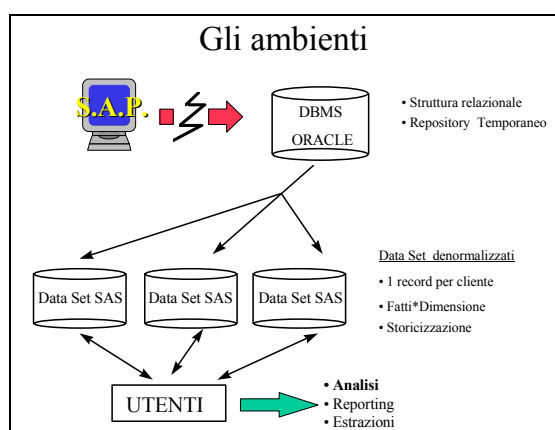 Gli ambienti
S.A.P.
DBMS
ORACLE
• Struttura relazionale
• Repository Temporaneo
Data Set denormalizzati
• 1 record per cliente
• Fatti*Dimensione
• Storicizzazione
Data Set SAS
Data Set SAS
Data Set SAS
UTENTI
• Analisi
• Reporting
• Estrazioni